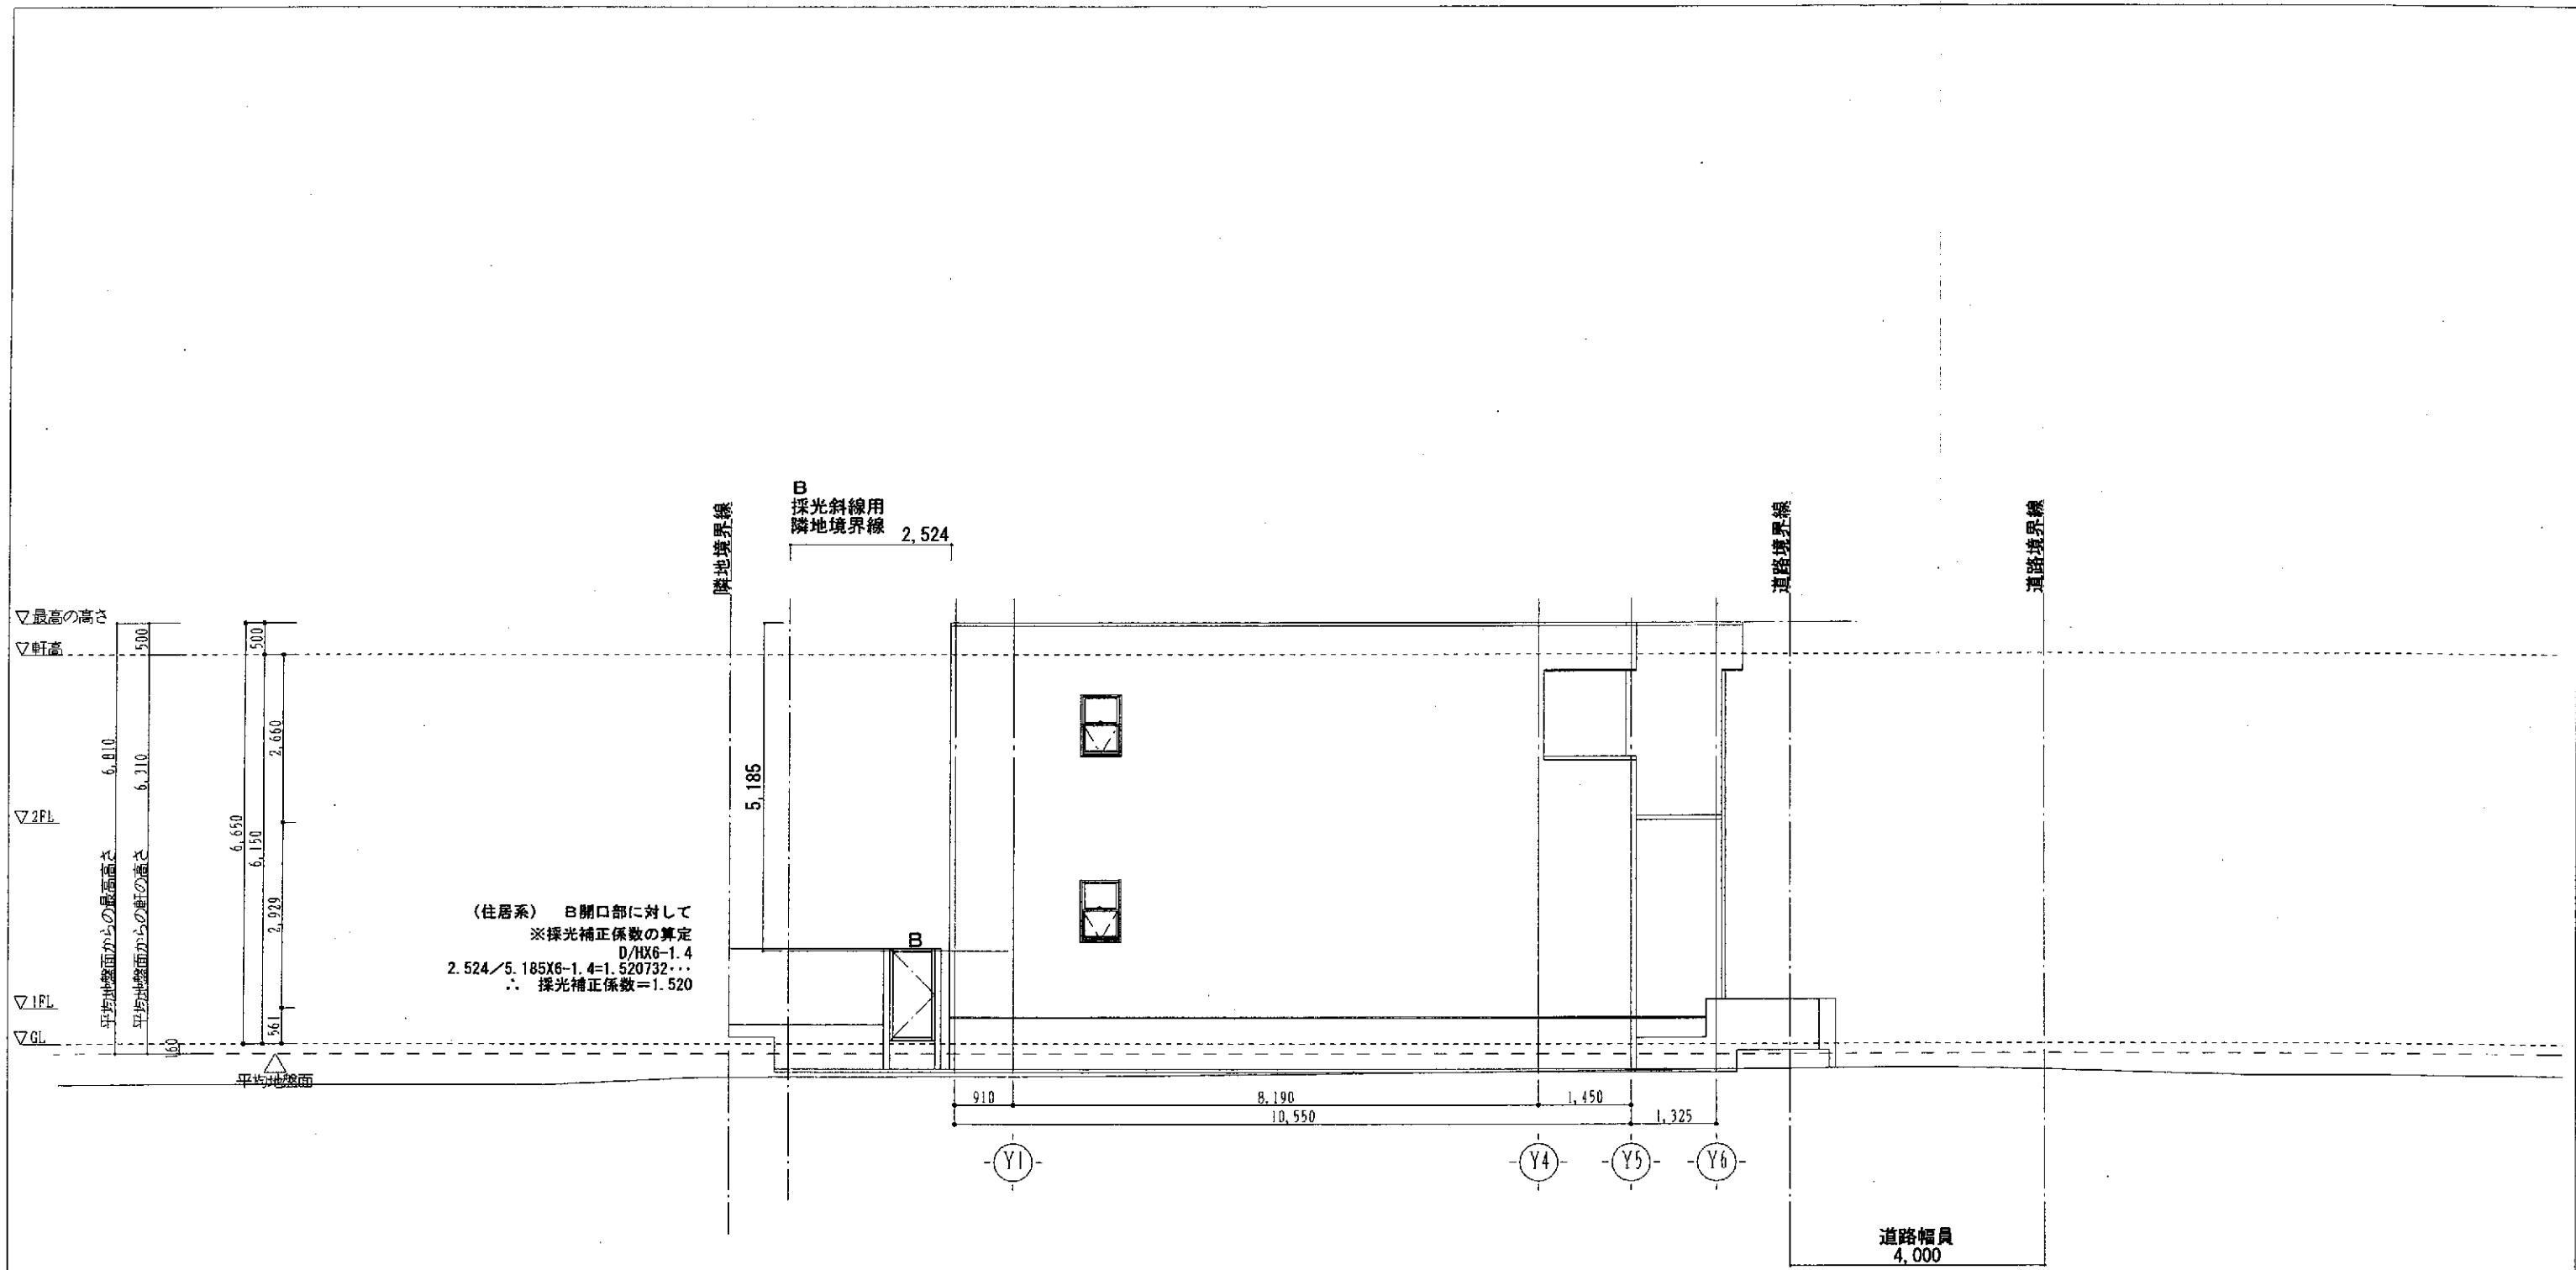 B
採光斜線用
隣地境界線
2,524
隣地境界線
道路境界線
道路境界線
▽最高の高さ
▽軒高
▽2FL
▽1FL
▽GL
500
500
6,810
6,310
2,660
6,650
6,150
2,929
561
160
平均地盤面からの最高高さ
平均地盤面からの軒の高さ
平均地盤面
5,185
(住居系) B開口部に対して
※採光補正係数の算定
D/HX6-1.4
2.524/5.185X6-1.4=1.520732···
∴ 採光補正係数=1.520
B
910
8,190
1,450
10,550
1,325
Y1
Y4
Y5
Y6
道路幅員
4,000